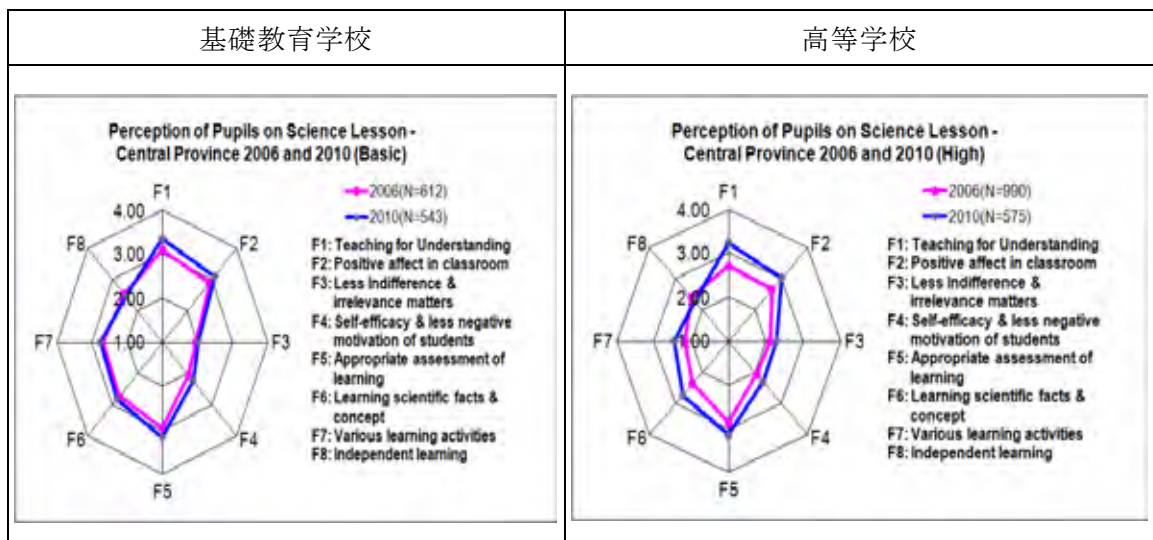 基礎教育学校
高等学校
Perception of Pupils on Science Lesson -
Central Province 2006 and 2010 (Basic)
F1
2006(N=612)
2010(N=543)
4.00
F8
F2
3.00
2.00
F7
1.00
F3
F6
F4
F5
F1: Teaching for Understanding
F2: Positive affect in classroom
F3: Less Indifference &
irrelevance matters
F4: Self-efficacy & less negative
motivation of students
F5: Appropriate assessment of
learning
F6: Learning scientific facts &
concept
F7: Various learning activities
F8: Independent learning
Perception of Pupils on Science Lesson -
Central Province 2006 and 2010 (High)
F1
2006(N=990)
2010(N=575)
4.00
F8
F2
3.00
2.00
F7
1.00
F3
F6
F4
F5
F1: Teaching for Understanding
F2: Positive affect in classroom
F3: Less Indifference &
irrelevance matters
F4: Self-efficacy & less negative
motivation of students
F5: Appropriate assessment of
learning
F6: Learning scientific facts &
concept
F7: Various learning activities
F8: Independent learning